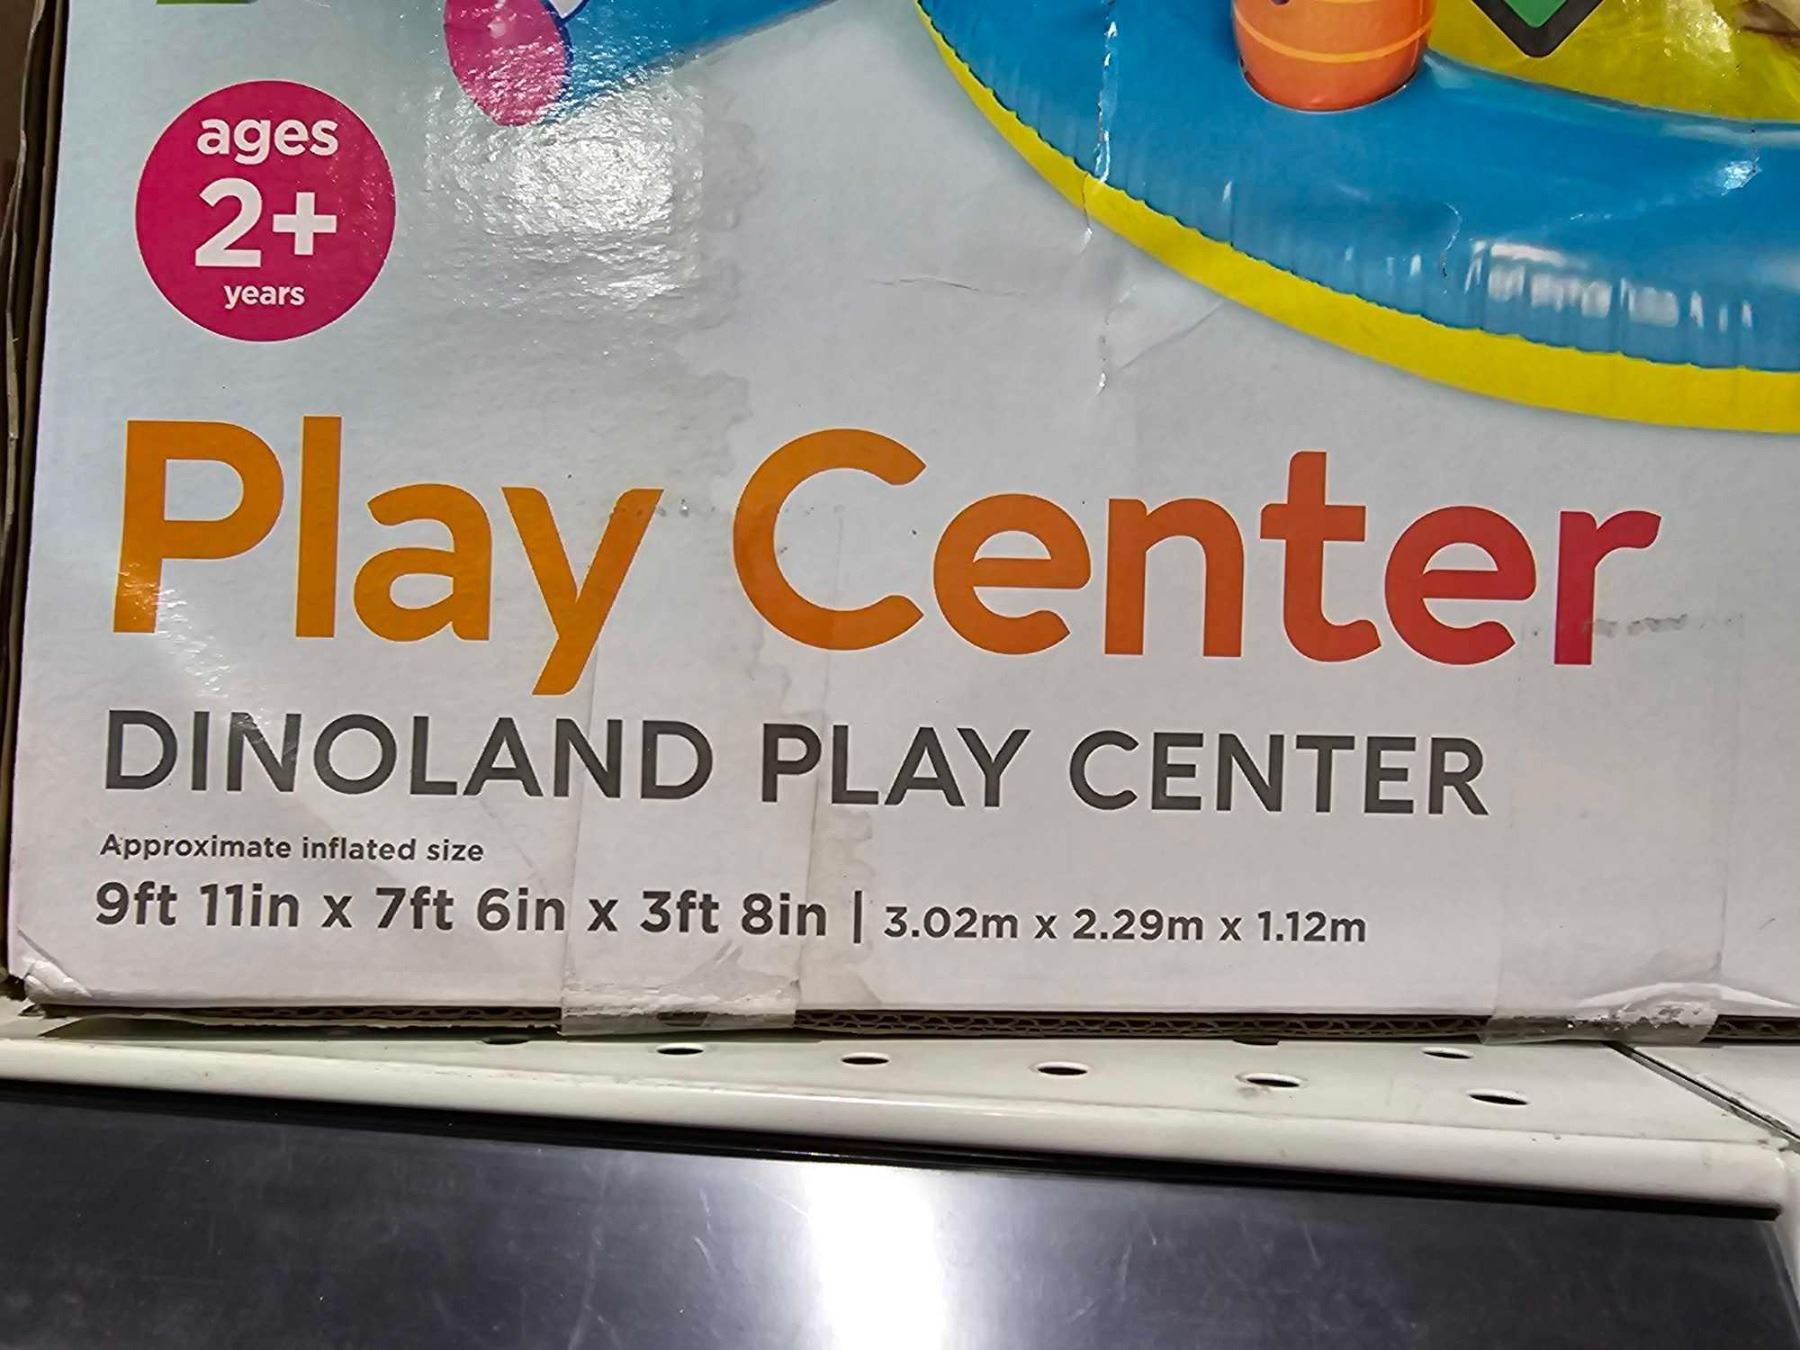 ages
2+
years
Play Center
DINOLAND PLAY CENTER
Approximate inflated size
9ft 11in x 7ft 6in x 3ft 8in | 3.02m x 2.29m x 1.12m